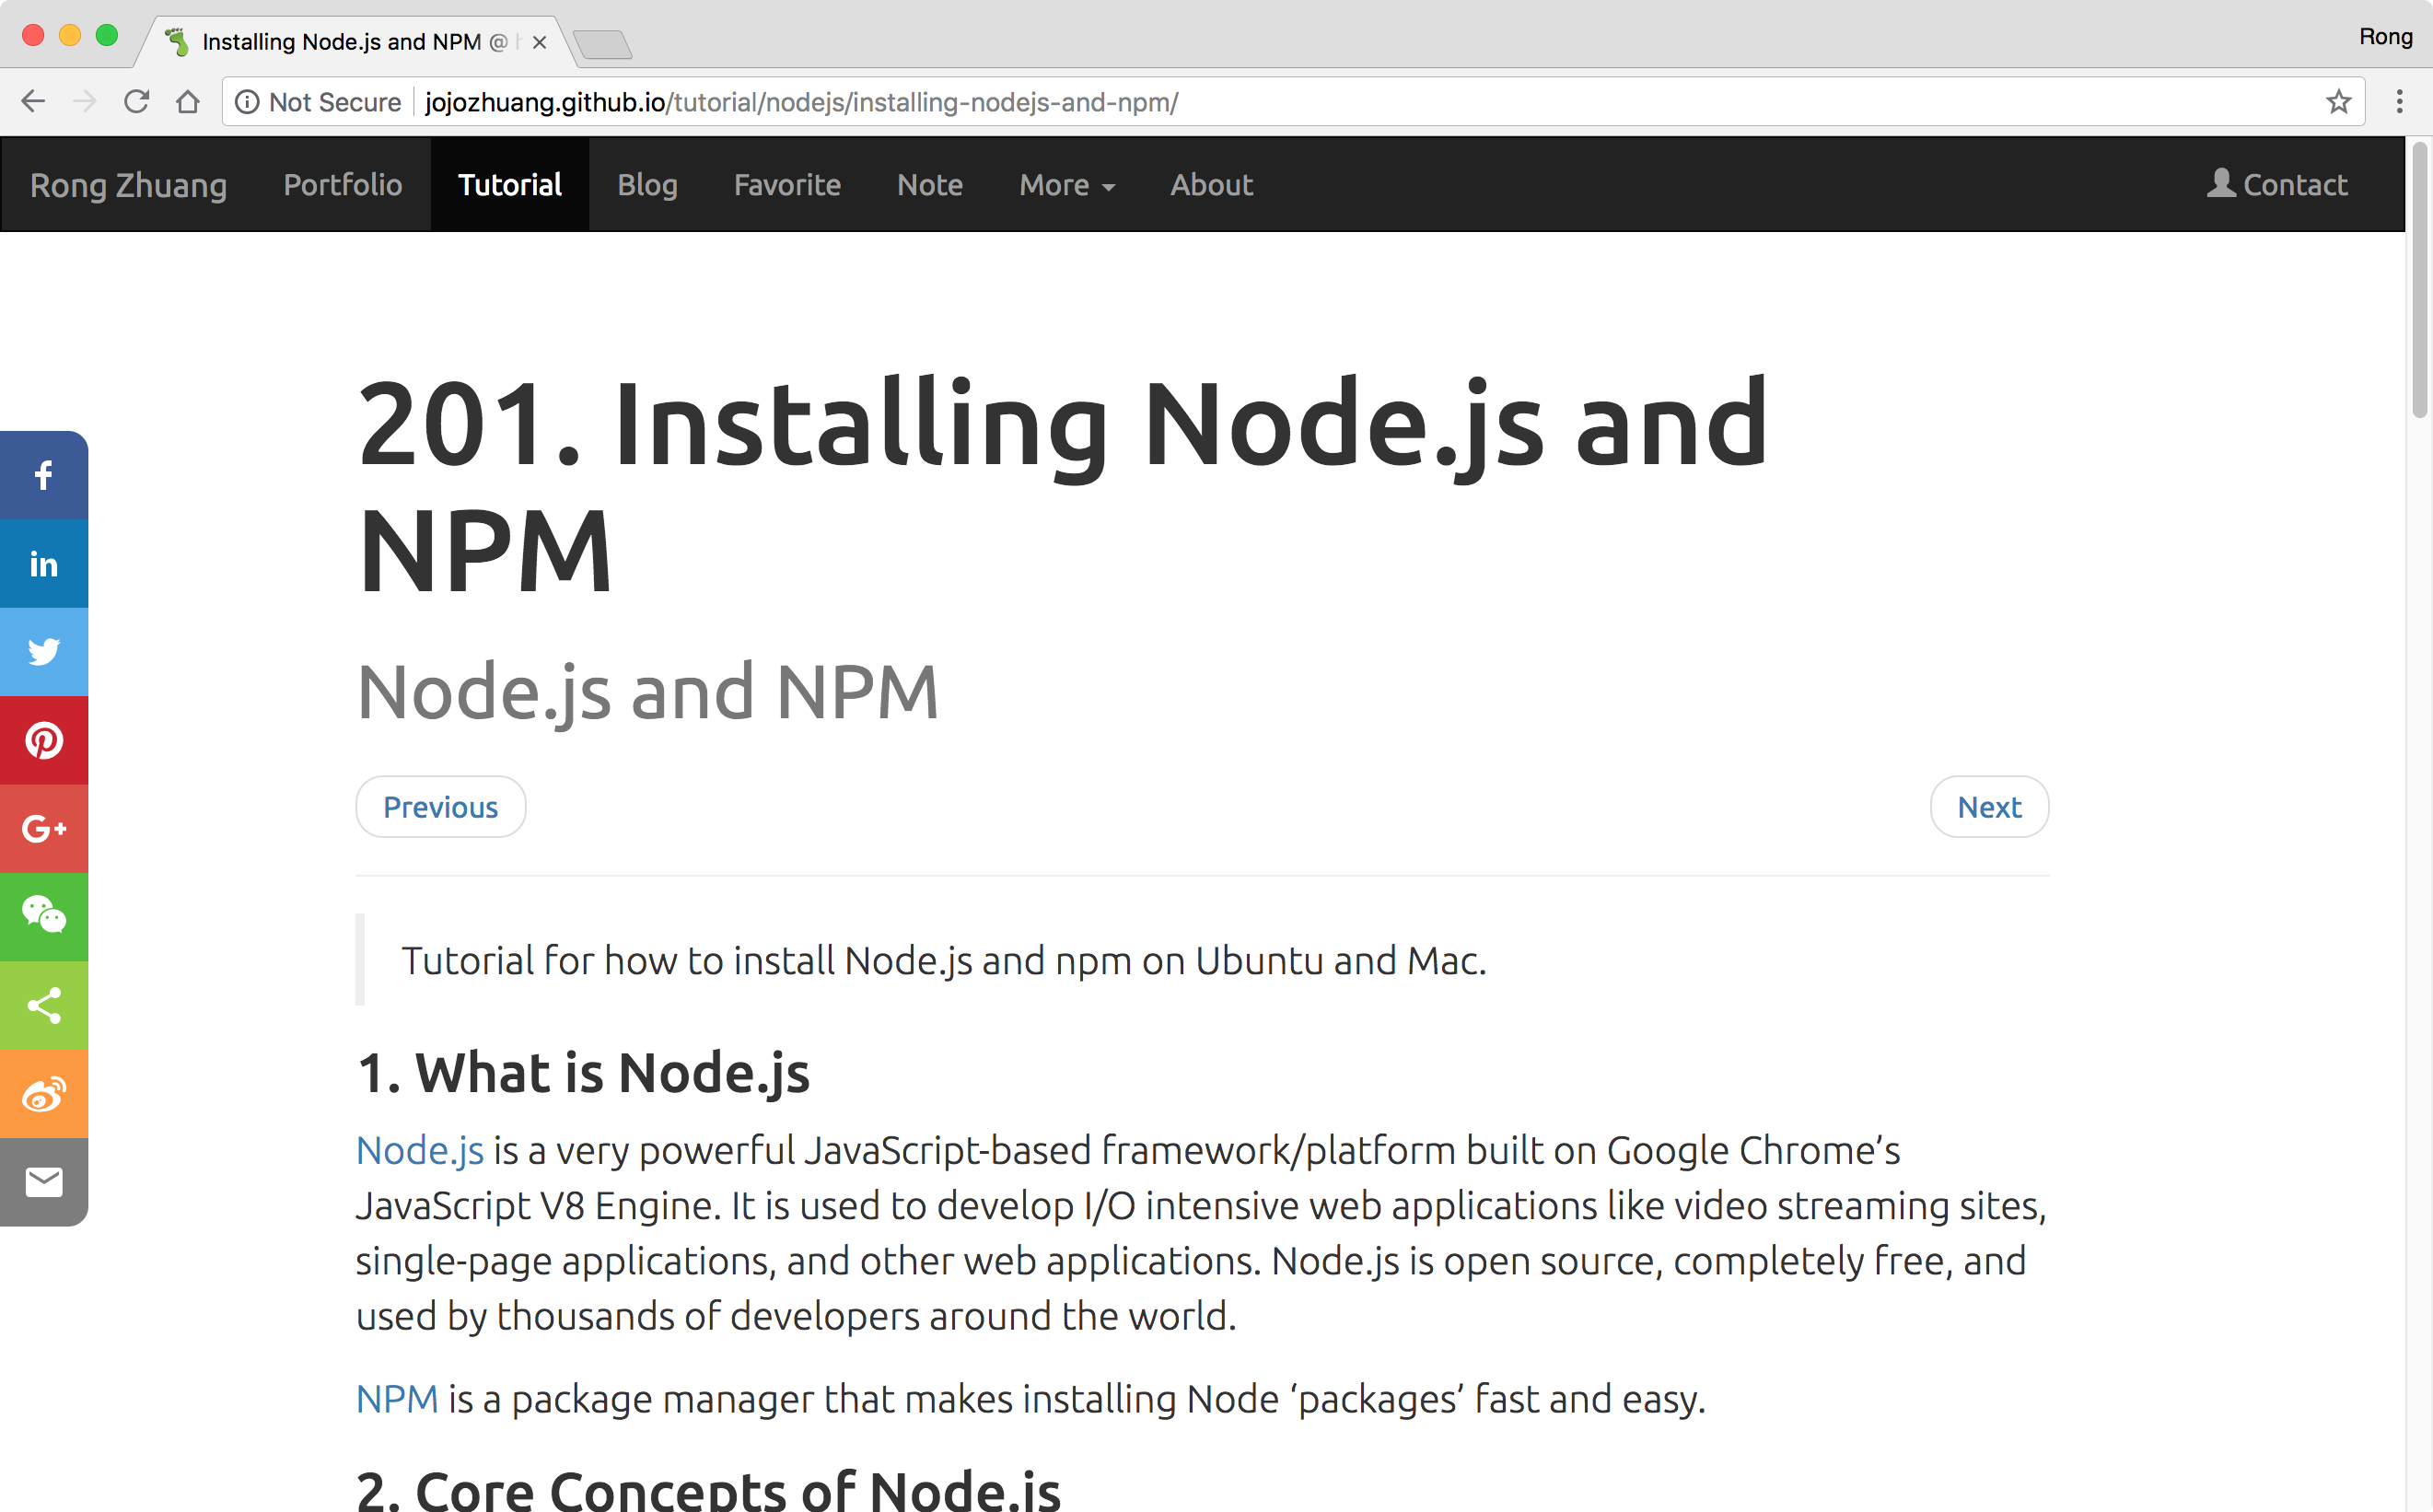 Installing Node.js and NPM @
Rong
Not Secure jojozhuang.github.io/tutorial/nodejs/installing-nodejs-and-npm/
Rong Zhuang Portfolio Tutorial Blog Favorite Note More About Contact
201. Installing Node.js and
NPM
Node.js and NPM
Previous Next
Tutorial for how to install Node.js and npm on Ubuntu and Mac.
1. What is Node.js
Node.js is a very powerful JavaScript-based framework/platform built on Google Chrome’s
JavaScript V8 Engine. It is used to develop I/O intensive web applications like video streaming sites,
single-page applications, and other web applications. Node.js is open source, completely free, and
used by thousands of developers around the world.
NPM is a package manager that makes installing Node ‘packages’ fast and easy.
2. Core Concepts of Node.js
f
in
G+